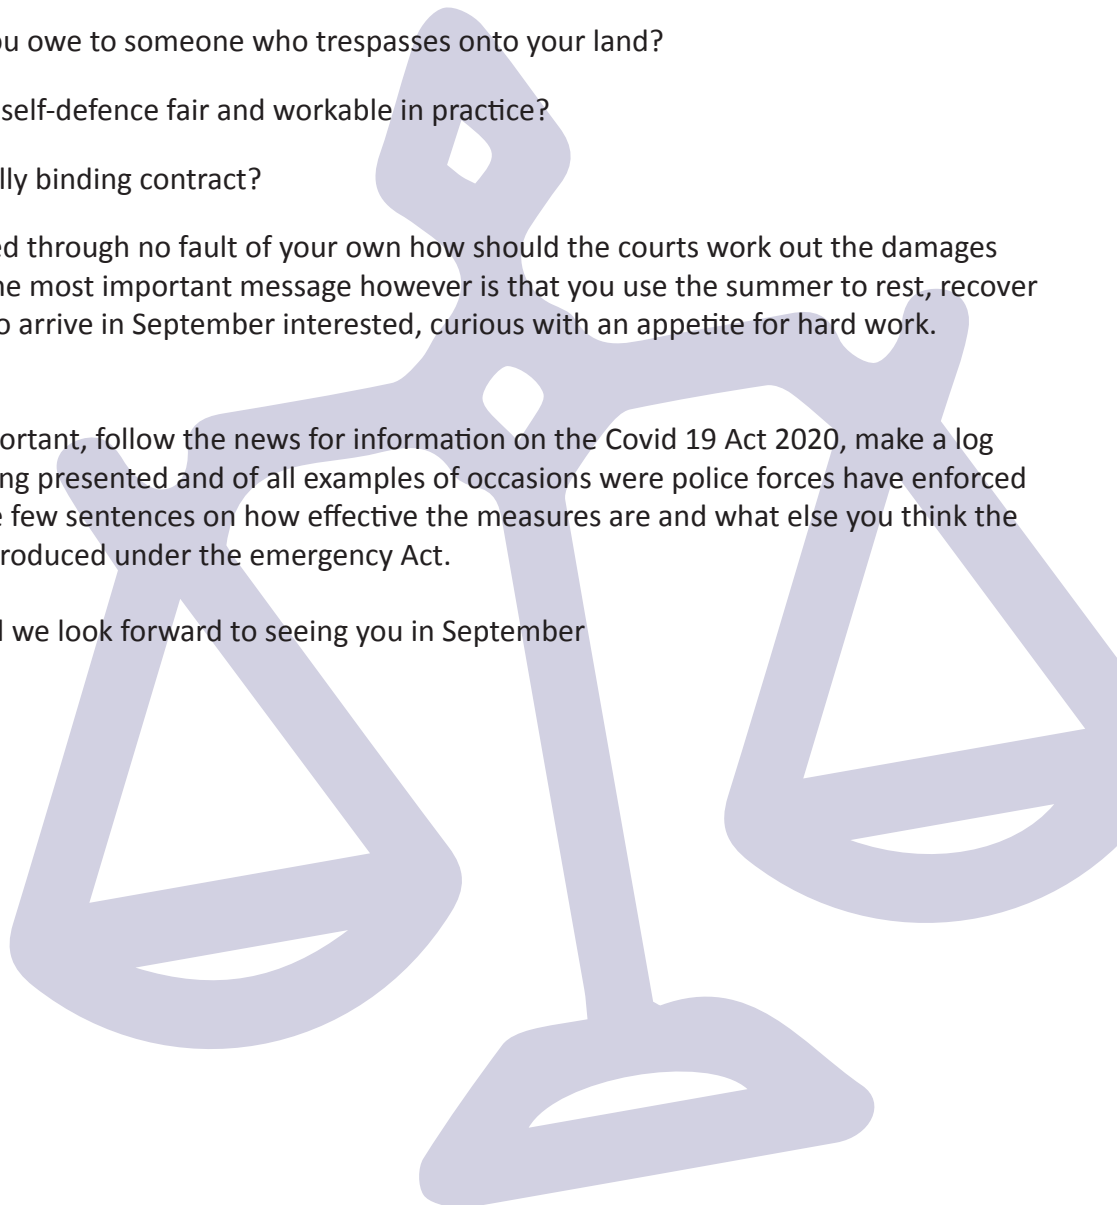 ou owe to someone who trespasses onto your land?
self-defence fair and workable in practice?
lly binding contract?
ed through no fault of your own how should the courts work out the damages
he most important message however is that you use the summer to rest, recover
o arrive in September interested, curious with an appetite for hard work.
portant, follow the news for information on the Covid 19 Act 2020, make a log
ing presented and of all examples of occasions were police forces have enforced
e few sentences on how effective the measures are and what else you think the
troduced under the emergency Act.
d we look forward to seeing you in September